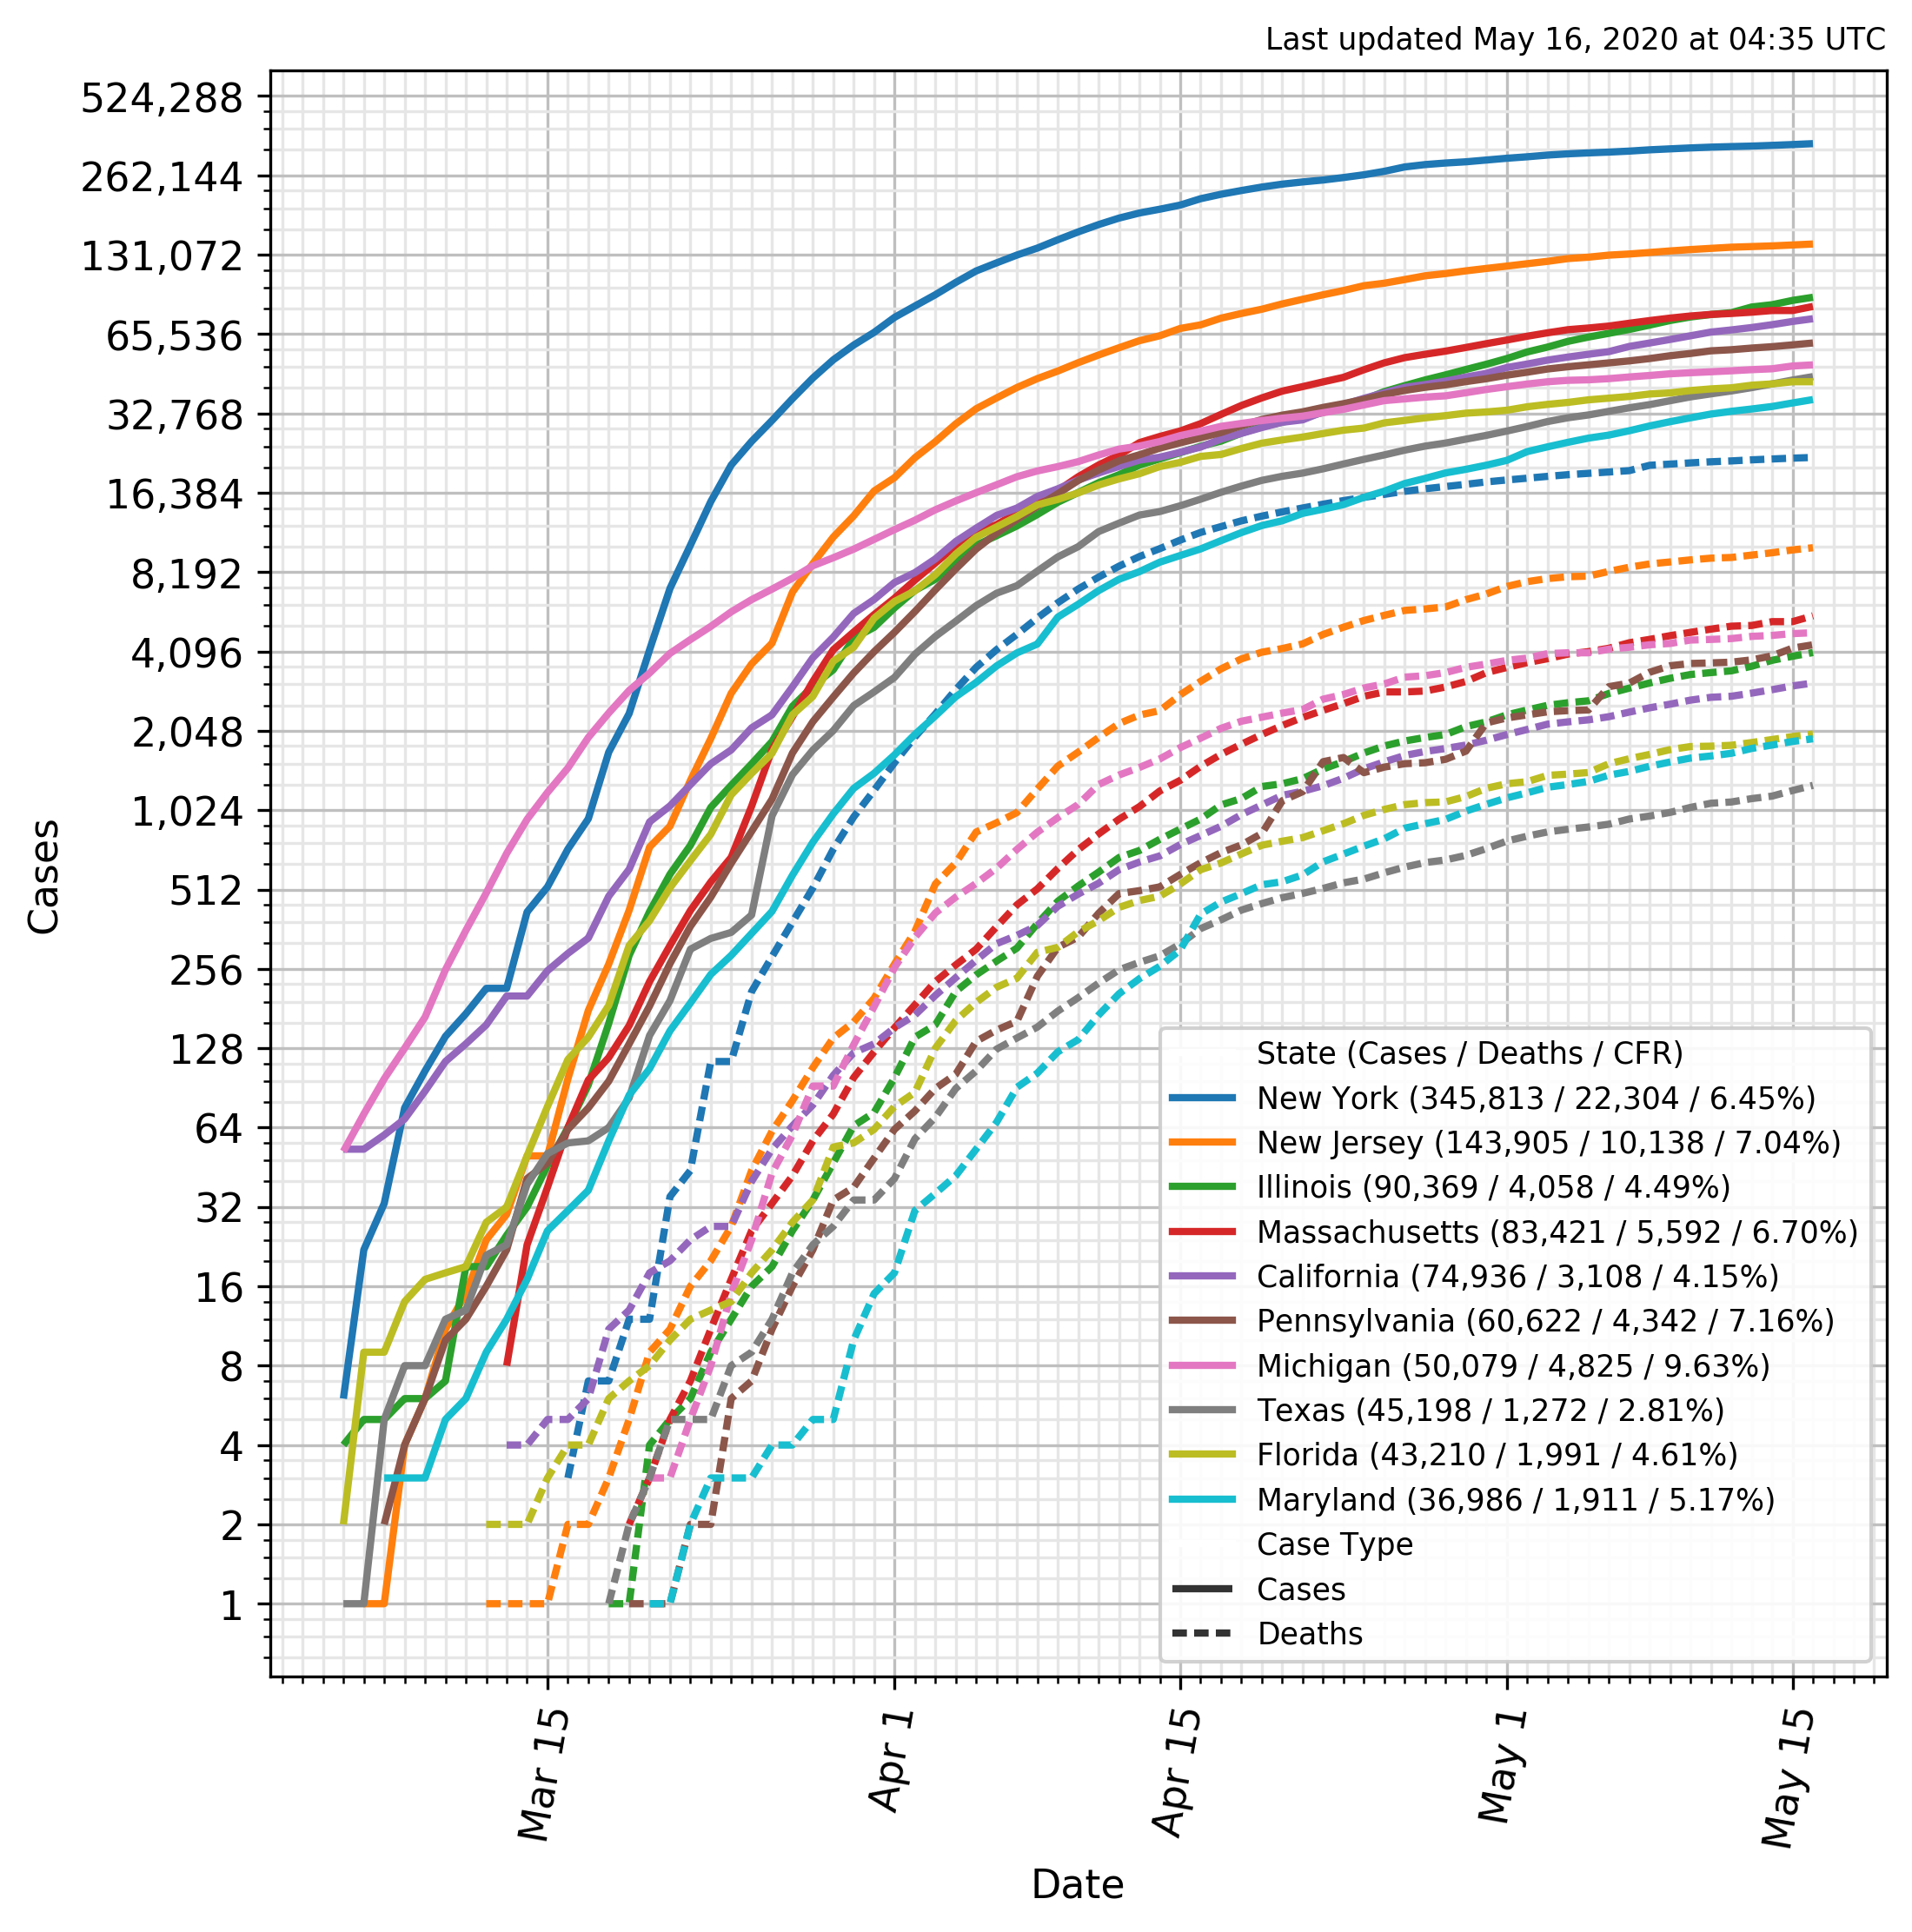 Last updated May 16, 2020 at 04:35 UTC
524,288
262,144
131,072
65,536
32,768
16,384
8,192
4,096
2,048
1,024
512
256
128
64
32
16
8
4
2
1
Cases
State (Cases / Deaths / CFR)
New York (345,813 / 22,304 / 6.45%)
New Jersey (143,905 / 10,138 / 7.04%)
Illinois (90,369 / 4,058 / 4.49%)
Massachusetts (83,421 / 5,592 / 6.70%)
California (74,936 / 3,108 / 4.15%)
Pennsylvania (60,622 / 4,342 / 7.16%)
Michigan (50,079 / 4,825 / 9.63%)
Texas (45,198 / 1,272 / 2.81%)
Florida (43,210 / 1,991 / 4.61%)
Maryland (36,986 / 1,911 / 5.17%)
Case Type
Cases
Deaths
Mar 15
Apr 1
Apr 15
May 1
May 15
Date